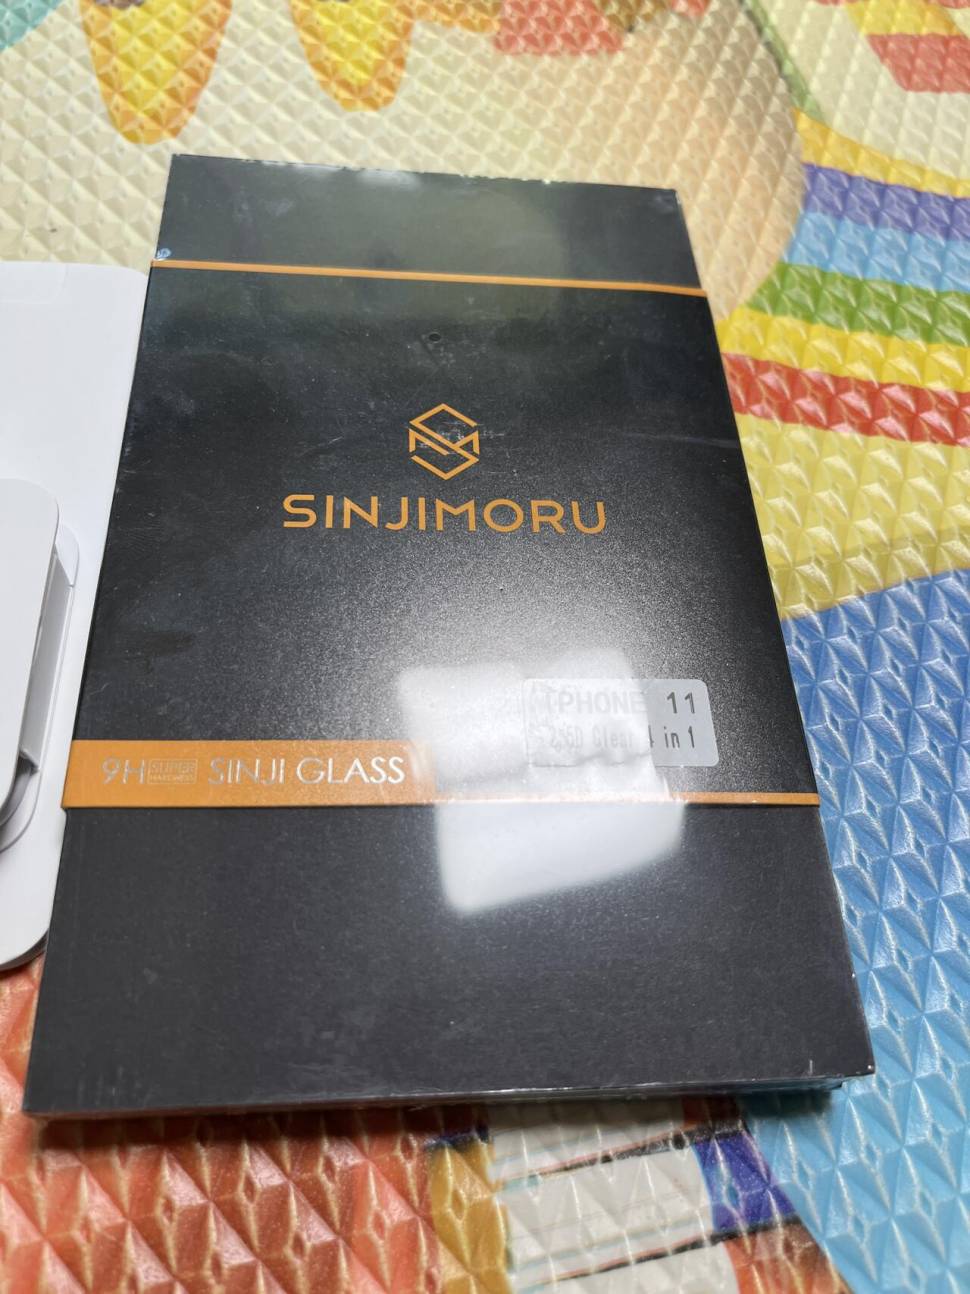 SINJIMORU
IPHONE 11
2.5D Clear 4 in 1
9H SUPER HARDNESS SINJI GLASS